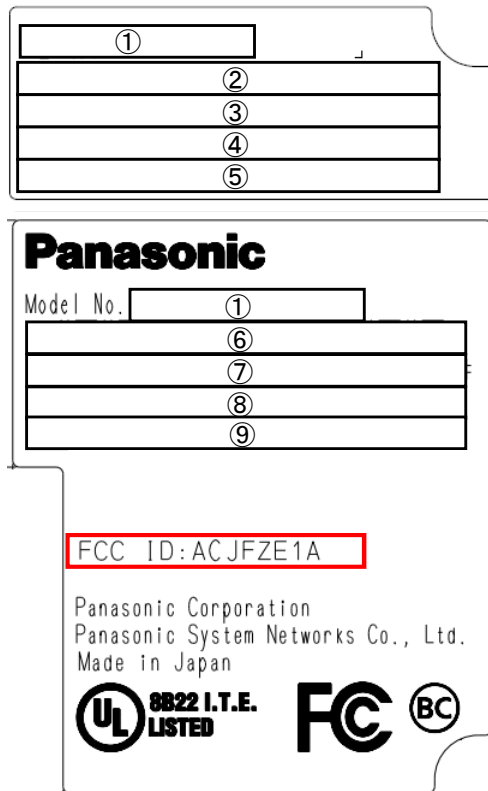 ①
②
③
④
⑤
Panasonic
Model No. ①
⑥
⑦
⑧
⑨
FCC ID:ACJFZE1A
Panasonic Corporation
Panasonic System Networks Co., Ltd.
Made in Japan
UL 8B22 I.T.E.
LISTED
FC BC